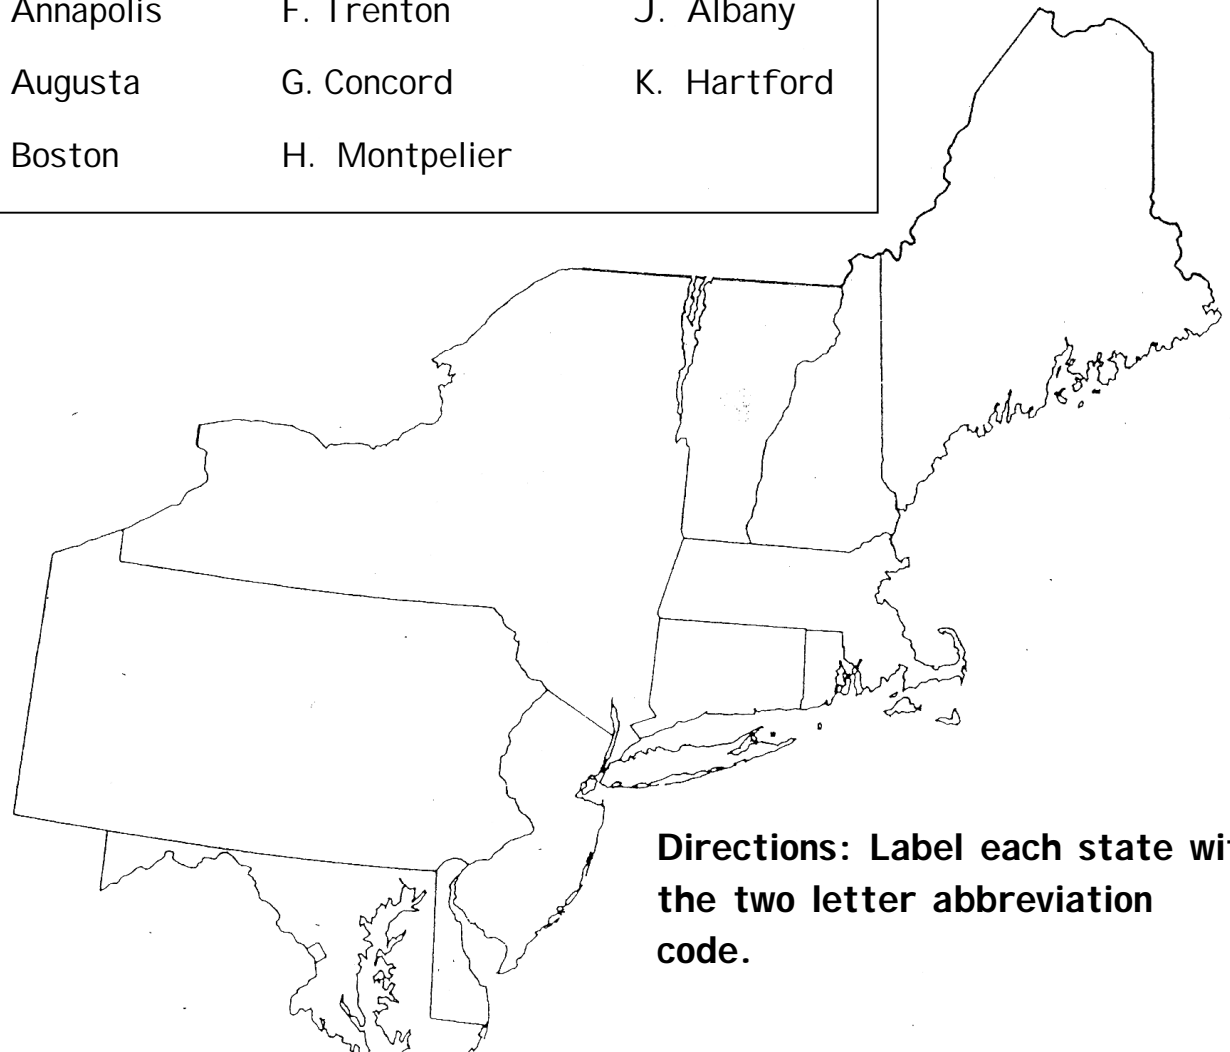 Annapolis F. Trenton J. Albany
Augusta G. Concord K. Hartford
Boston H. Montpelier
Directions: Label each state wi
the two letter abbreviation
code.